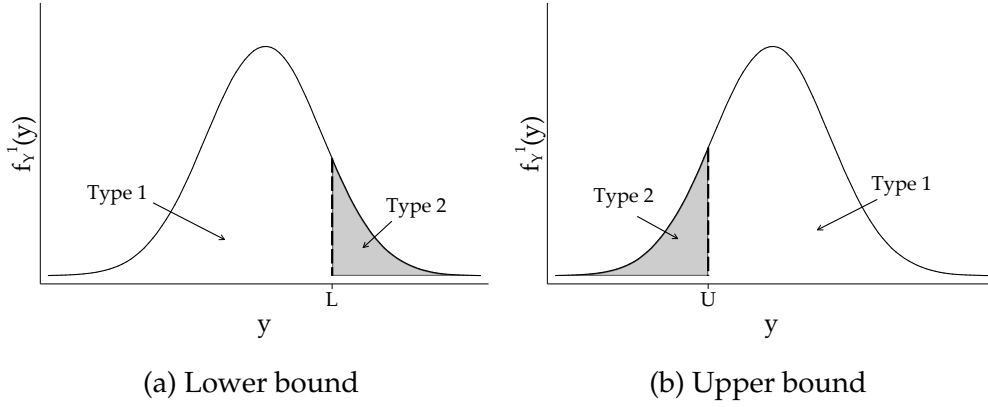 f_Y^1(y)
Type 1
Type 2
L
y
(a) Lower bound
f_Y^1(y)
Type 2
Type 1
U
y
(b) Upper bound